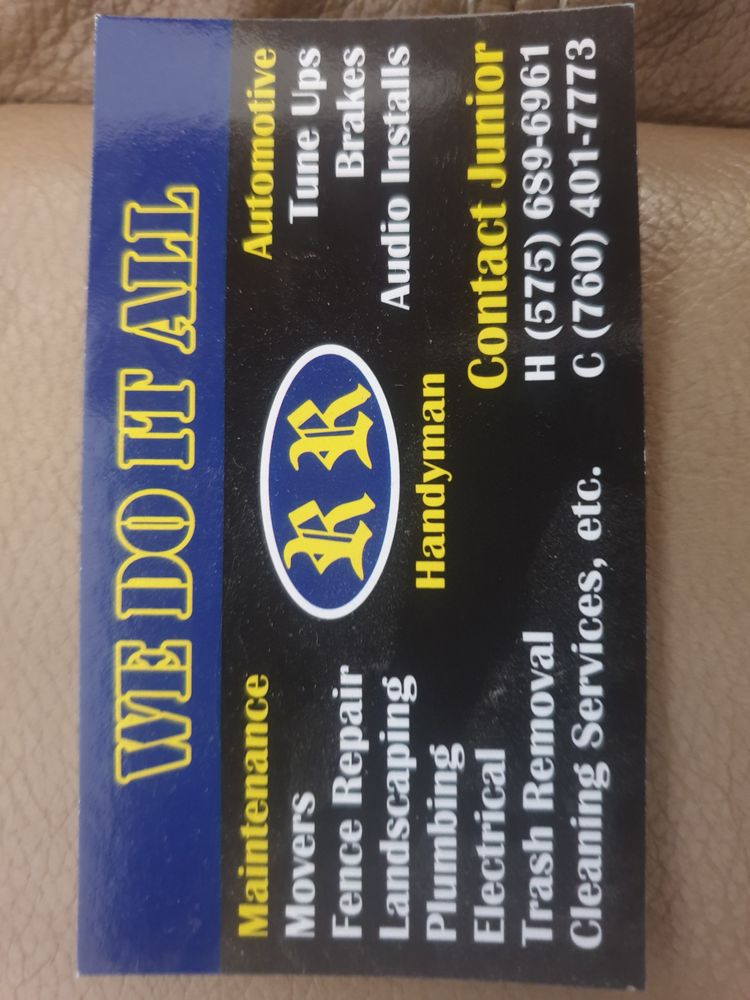 WE DO IT ALL
Maintenance
Movers
Fence Repair
Landscaping
Plumbing
Electrical
Trash Removal
Cleaning Services, etc.
R R
Handyman
Automotive
Tune Ups
Brakes
Audio Installs
Contact Junior
H (575) 689-6961
C (760) 401-7773